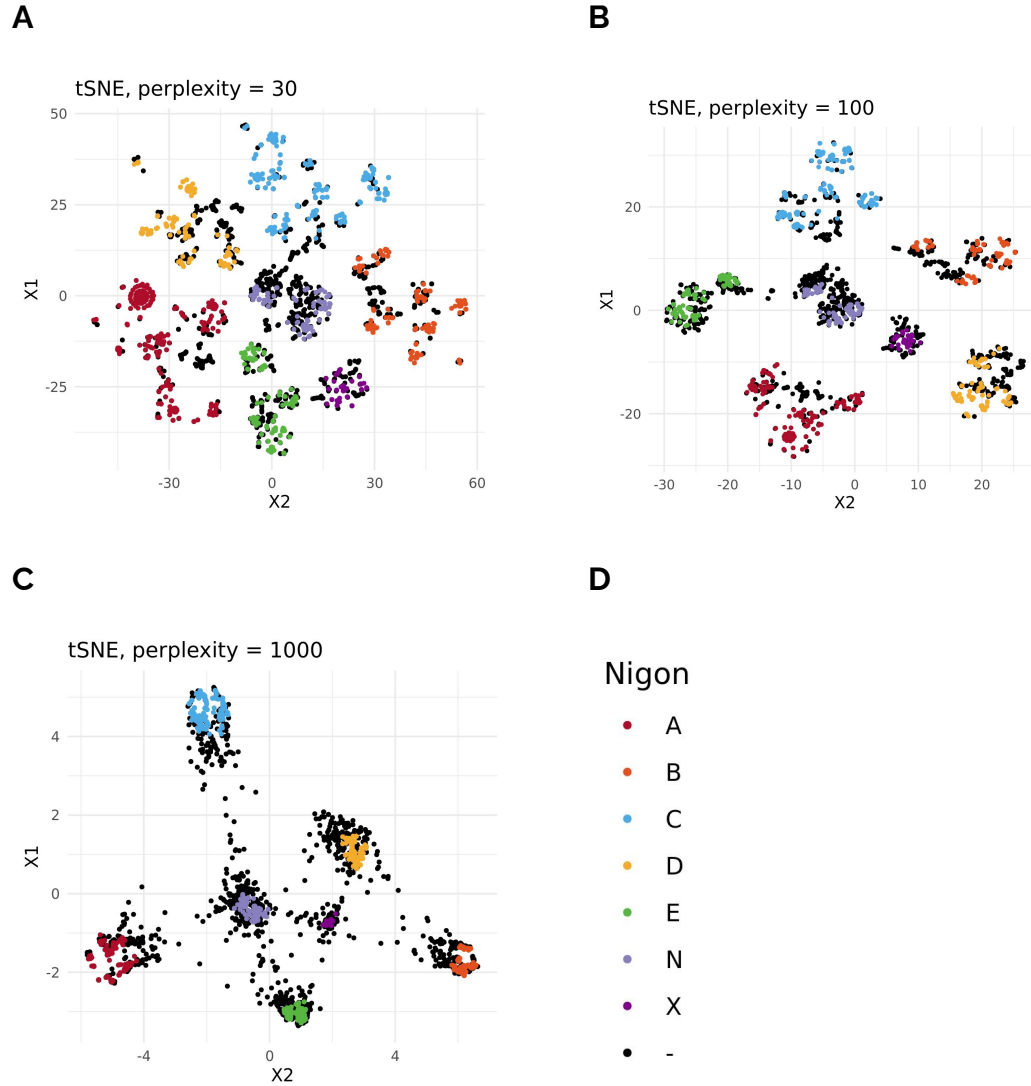 A
B
tSNE, perplexity = 30
tSNE, perplexity = 100
50
25
0
-25
X1
-30
0
30
60
X2
20
0
-20
X1
-30
-20
-10
0
10
20
X2
C
D
tSNE, perplexity = 1000
4
2
0
-2
X1
-4
0
4
X2
Nigon
A
B
C
D
E
N
X
-